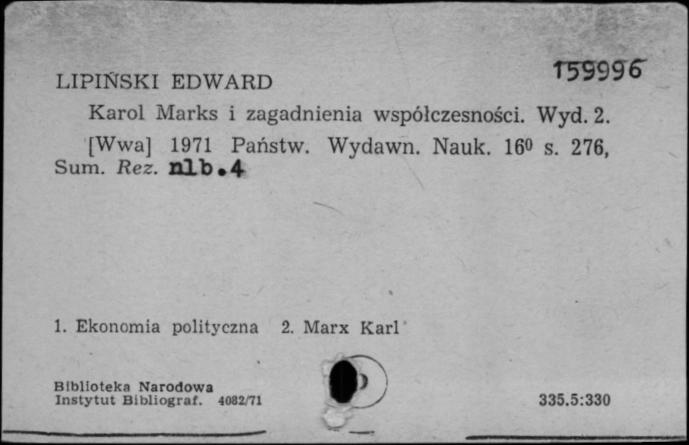 159996
LIPIŃSKI EDWARD
Karol Marks i zagadnienia współczesności. Wyd. 2.
[Wwa] 1971 Państw. Wydawn. Nauk. 16⁰ s. 276,
Sum. Rez. nlb.4
1. Ekonomia polityczna 2. Marx Karl
Biblioteka Narodowa
Instytut Bibliograf. 4082/71
335.5:330